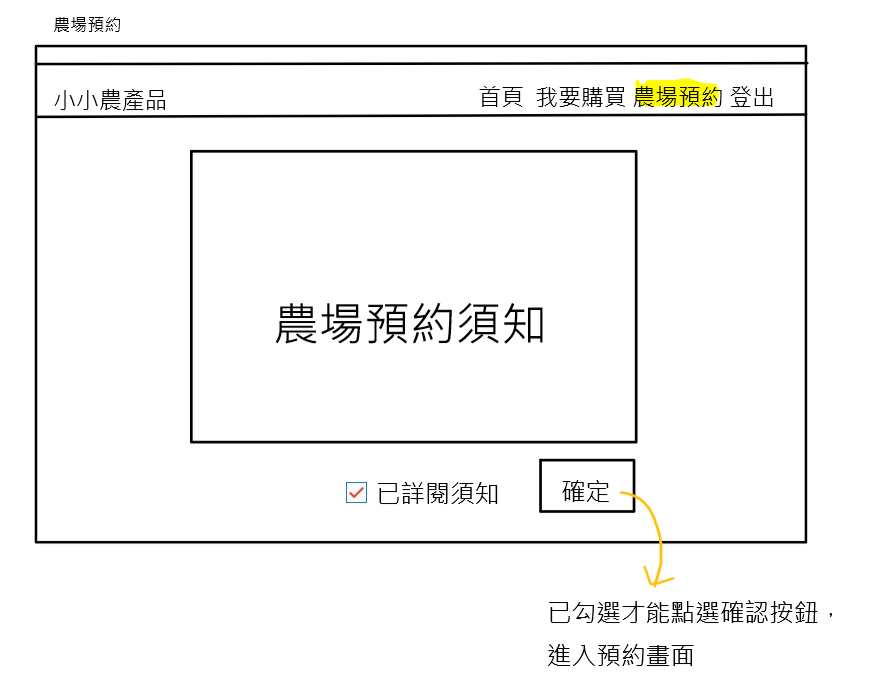 農場預約
小小農產品
首頁 我要購買 農場預約 登出
農場預約須知
已詳閱須知
確定
已勾選才能點選確認按鈕，
進入預約畫面